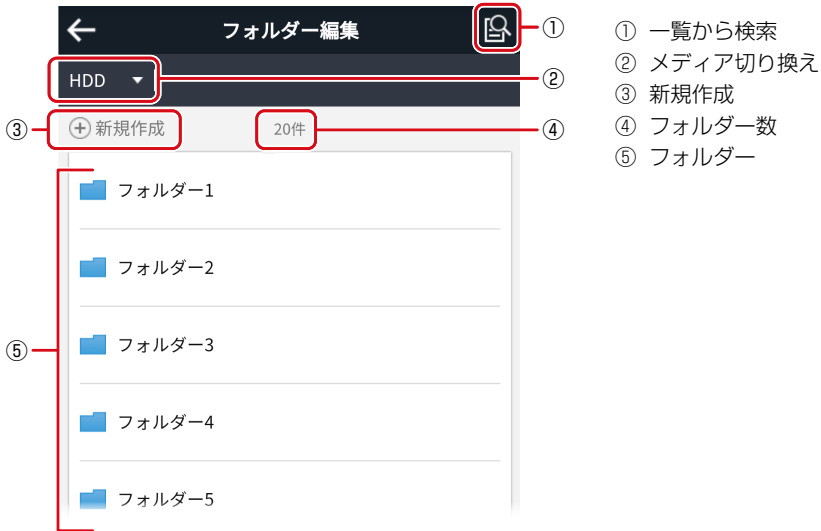 フォルダー編集
①
HDD
②
③
新規作成
20件
④
フォルダー1
フォルダー2
フォルダー3
⑤
フォルダー4
フォルダー5
① 一覧から検索
② メディア切り換え
③ 新規作成
④ フォルダー数
⑤ フォルダー